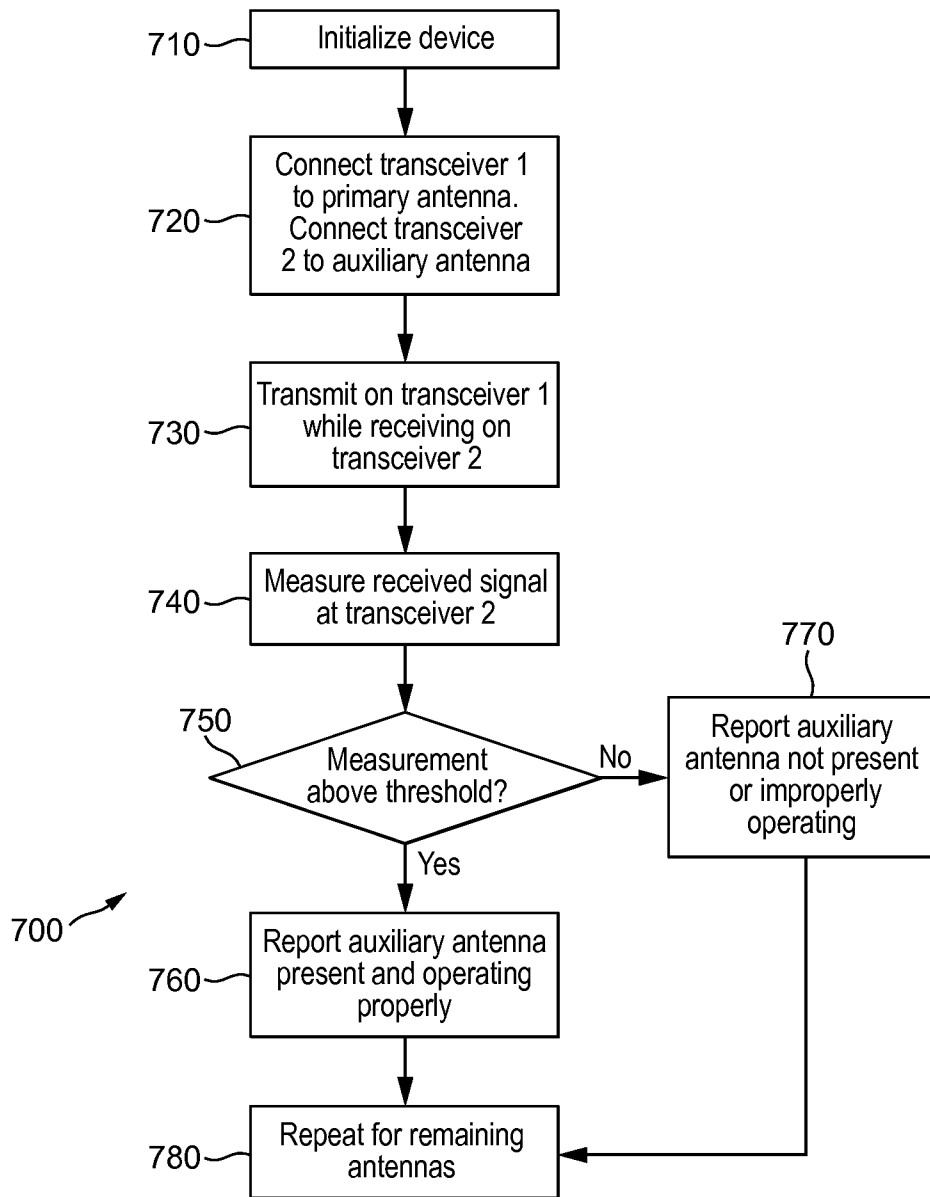 710
Initialize device
720
Connect transceiver 1
to primary antenna.
Connect transceiver
2 to auxiliary antenna
730
Transmit on transceiver 1
while receiving on
transceiver 2
740
Measure received signal
at transceiver 2
750
Measurement
above threshold?
No
770
Report auxiliary
antenna not present
or improperly
operating
Yes
700
760
Report auxiliary antenna
present and operating
properly
780
Repeat for remaining
antennas